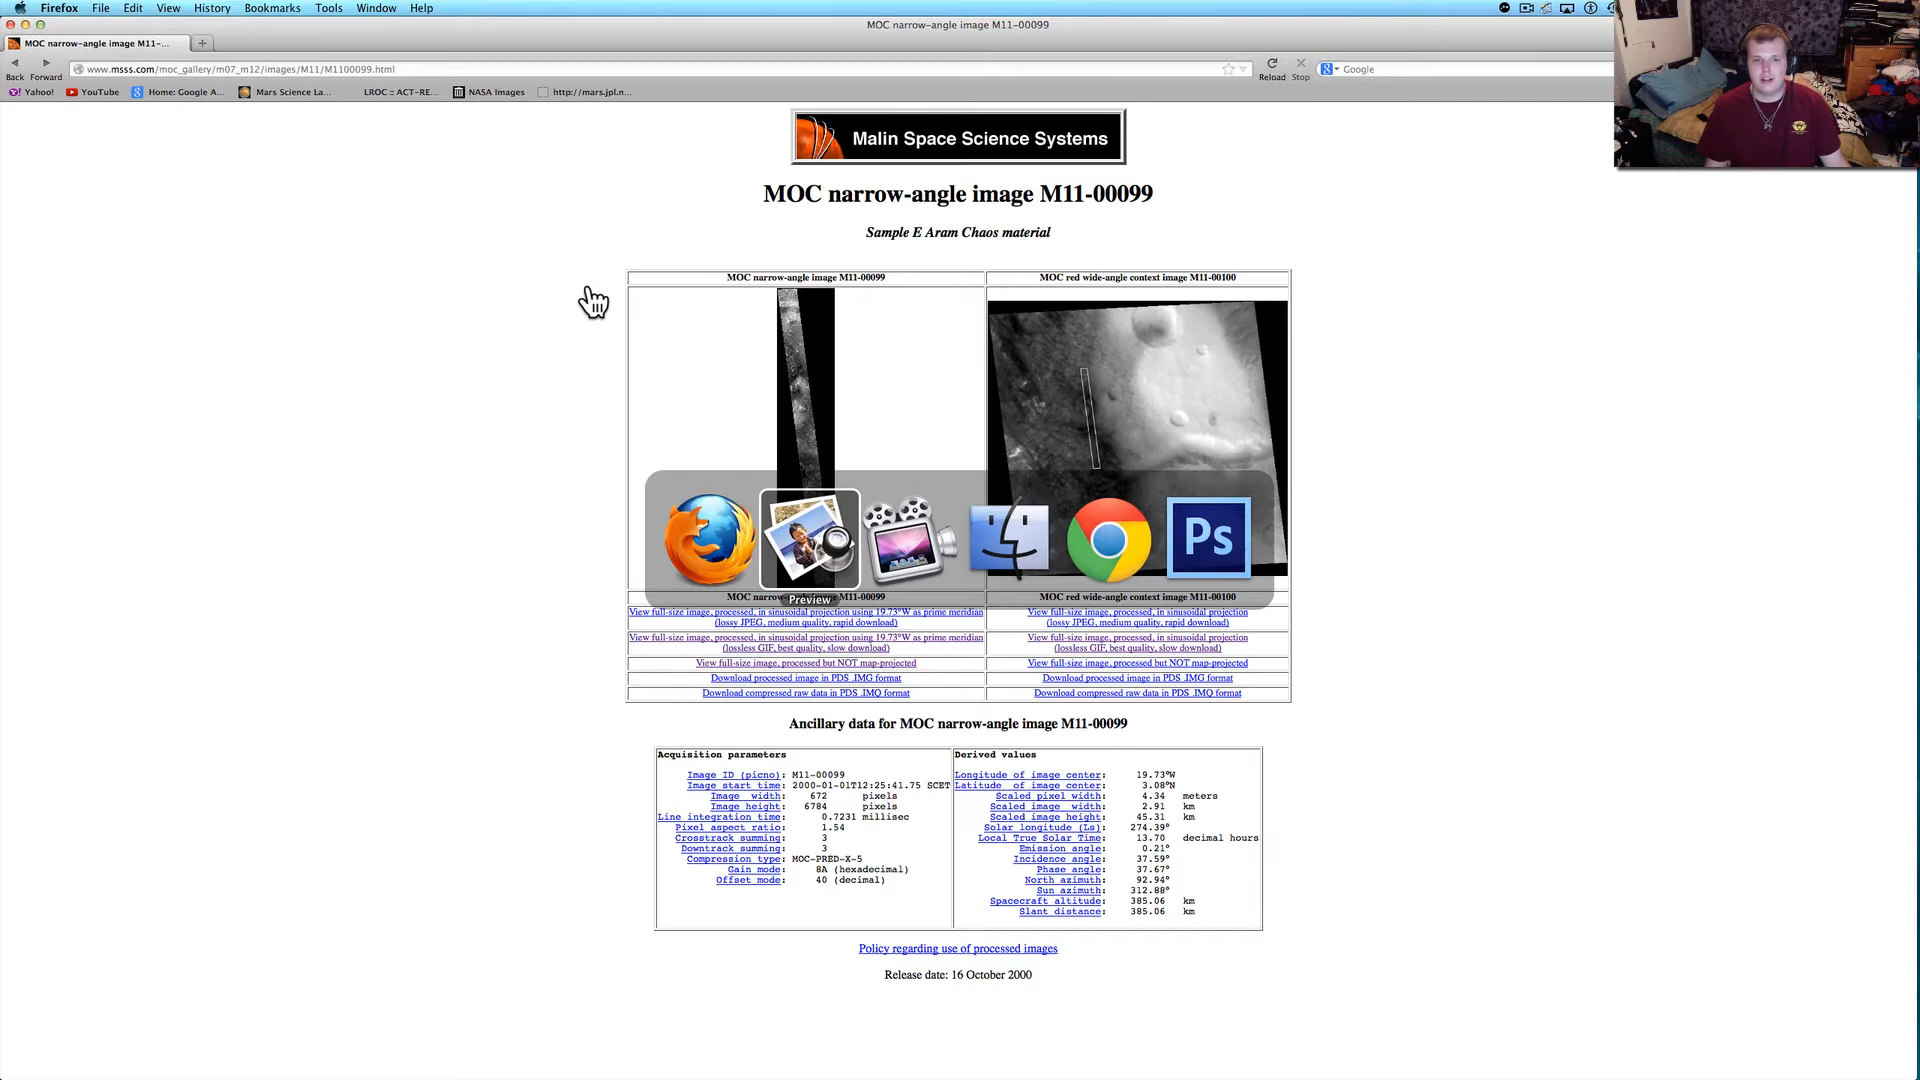 Firefox File Edit View History Bookmarks Tools Window Help
MOC narrow-angle image M11-00099
MOC narrow-angle image M11-...
www.msss.com/moc_gallery/m07_m12/images/M11/M1100099.html
Google
Back Forward
Reload Stop
Yahoo! YouTube Home: Google A... Mars Science La... LROC :: ACT-RE... NASA Images http://mars.jpl.n...
Malin Space Science Systems
MOC narrow-angle image M11-00099
Sample E Aram Chaos material
MOC narrow-angle image M11-00099
MOC red wide-angle context image M11-00100
Ps
Preview
MOC narrow-angle image M11-00099
MOC red wide-angle context image M11-00100
View full-size image, processed, in sinusoidal projection using 19.73°W as prime meridian
(lossy JPEG, medium quality, rapid download)
View full-size image, processed, in sinusoidal projection
(lossy JPEG, medium quality, rapid download)
View full-size image, processed, in sinusoidal projection using 19.73°W as prime meridian
(lossless GIF, best quality, slow download)
View full-size image, processed, in sinusoidal projection
(lossless GIF, best quality, slow download)
View full-size image, processed but NOT map-projected
View full-size image, processed but NOT map-projected
Download processed image in PDS .IMG format
Download processed image in PDS .IMG format
Download compressed raw data in PDS .IMQ format
Download compressed raw data in PDS .IMQ format
Ancillary data for MOC narrow-angle image M11-00099
Acquisition parameters
Image ID (picno): M11-00099
Image start time: 2000-01-01T12:25:41.75 SCET
Image width: 672 pixels
Image height: 6784 pixels
Line integration time: 0.7231 millisec
Pixel aspect ratio: 1.54
Crosstrack summing: 3
Downtrack summing: 3
Compression type: MOC-PRED-X-5
Gain mode: 8A (hexadecimal)
Offset mode: 40 (decimal)
Derived values
Longitude of image center: 19.73°W
Latitude of image center: 3.08°N
Scaled pixel width: 4.34 meters
Scaled image width: 2.91 km
Scaled image height: 45.31 km
Solar longitude (Ls): 274.39°
Local True Solar Time: 13.70 decimal hours
Emission angle: 0.21°
Incidence angle: 37.59°
Phase angle: 37.67°
North azimuth: 92.94°
Sun azimuth: 312.88°
Spacecraft altitude: 385.06 km
Slant distance: 385.06 km
Policy regarding use of processed images
Release date: 16 October 2000